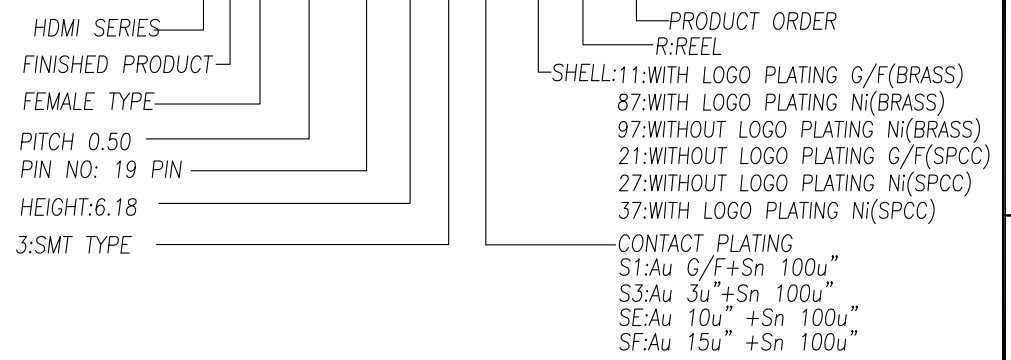 HDMI SERIES
FINISHED PRODUCT
FEMALE TYPE
PITCH 0.50
PIN NO: 19 PIN
HEIGHT:6.18
3:SMT TYPE
PRODUCT ORDER
R:REEL
SHELL:11:WITH LOGO PLATING G/F(BRASS)
87:WITH LOGO PLATING Ni(BRASS)
97:WITHOUT LOGO PLATING Ni(BRASS)
21:WITHOUT LOGO PLATING G/F(SPCC)
27:WITHOUT LOGO PLATING Ni(SPCC)
37:WITH LOGO PLATING Ni(SPCC)
CONTACT PLATING
S1:Au G/F+Sn 100u"
S3:Au 3u"+Sn 100u"
SE:Au 10u" +Sn 100u"
SF:Au 15u" +Sn 100u"